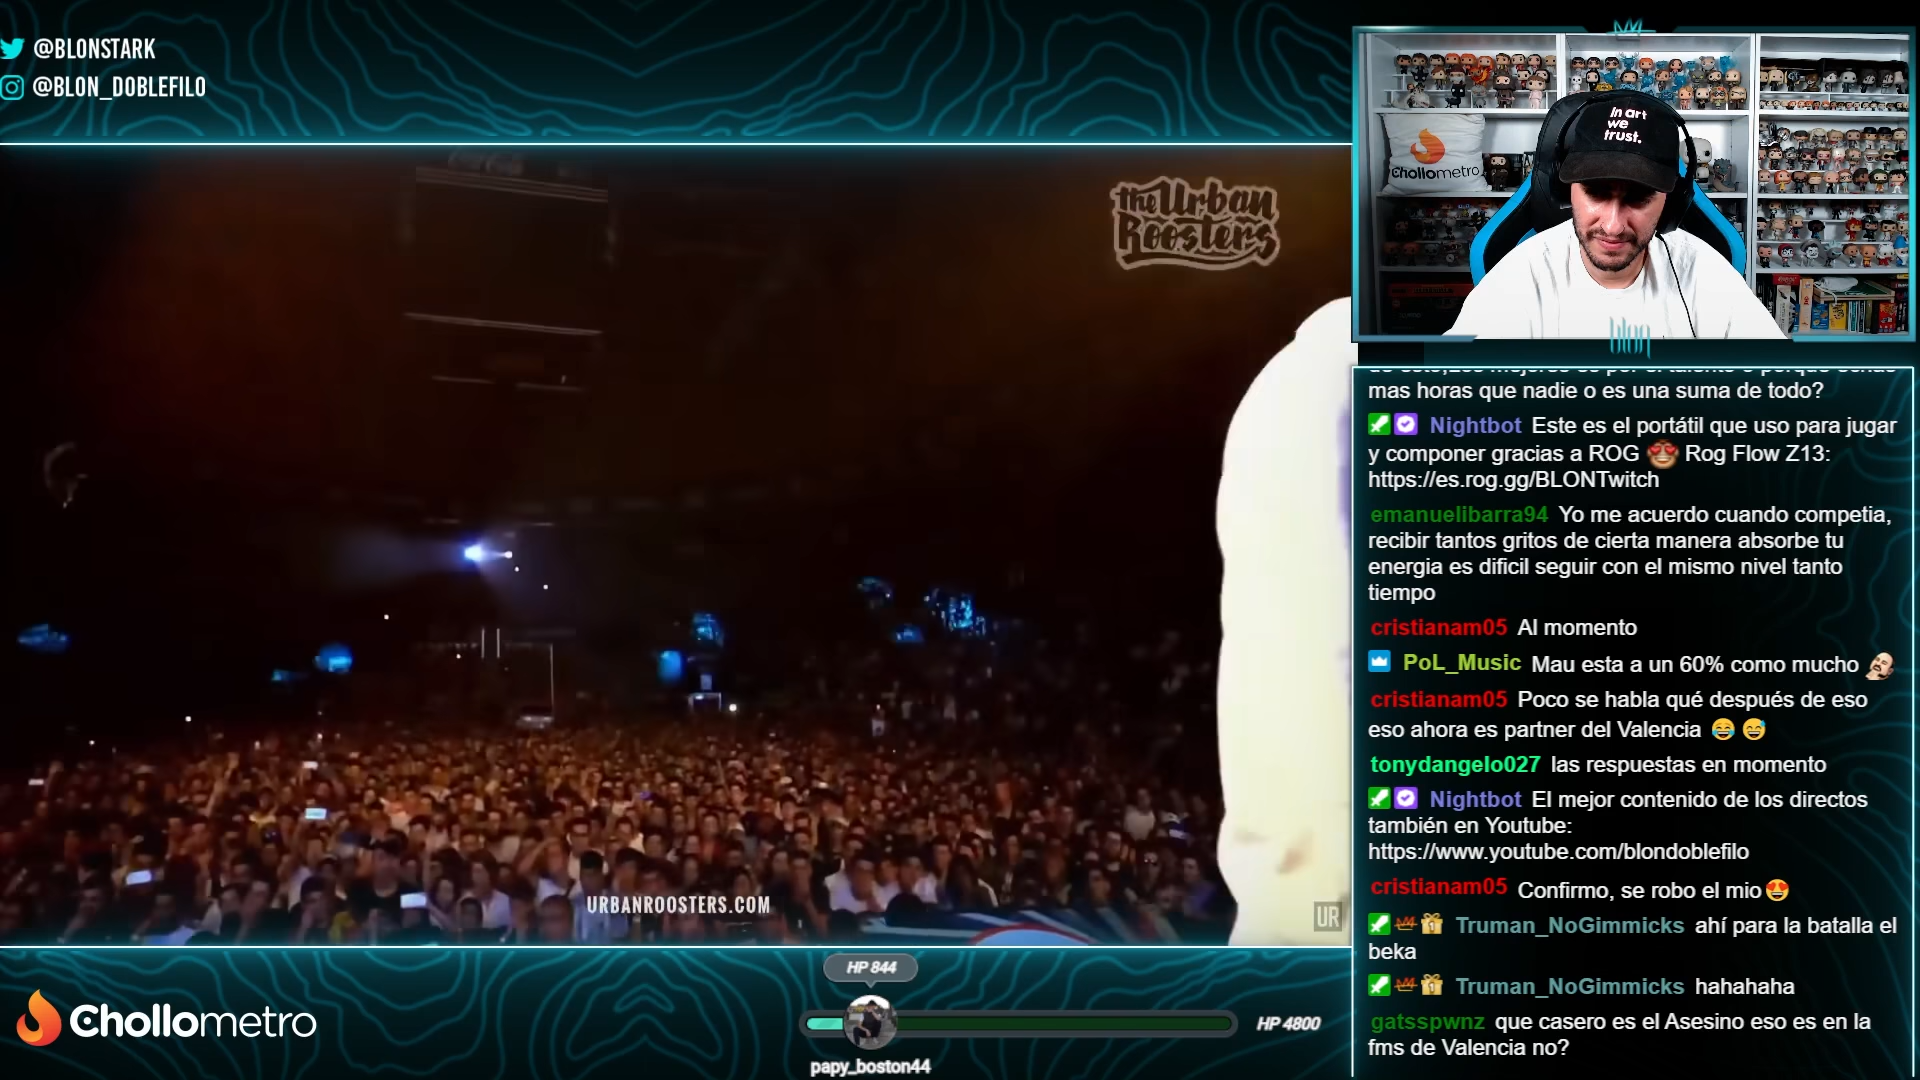 @BLONSTARK
@BLON_DOBLEFILO
the Urban
Roosters
In art
we
trust.
Chollometro
blon
mas horas que nadie o es una suma de todo?
Nightbot Este es el portátil que uso para jugar
y componer gracias a ROG Rog Flow Z13:
https://es.rog.gg/BLONTwitch
emanuelibarra94 Yo me acuerdo cuando competia,
recibir tantos gritos de cierta manera absorbe tu
energia es dificil seguir con el mismo nivel tanto
tiempo
cristianam05 Al momento
PoL_Music Mau esta a un 60% como mucho
cristianam05 Poco se habla qué después de eso
eso ahora es partner del Valencia
tonydangelo027 las respuestas en momento
Nightbot El mejor contenido de los directos
también en Youtube:
https://www.youtube.com/blondoblefilo
cristianam05 Confirmo, se robo el mio
Truman_NoGimmicks ahí para la batalla el
beka
Truman_NoGimmicks hahahaha
gatsspwnz que casero es el Asesino eso es en la
fms de Valencia no?
URBANROOSTERS.COM
UR
HP 844
Chollometro
HP 4800
papy_boston44